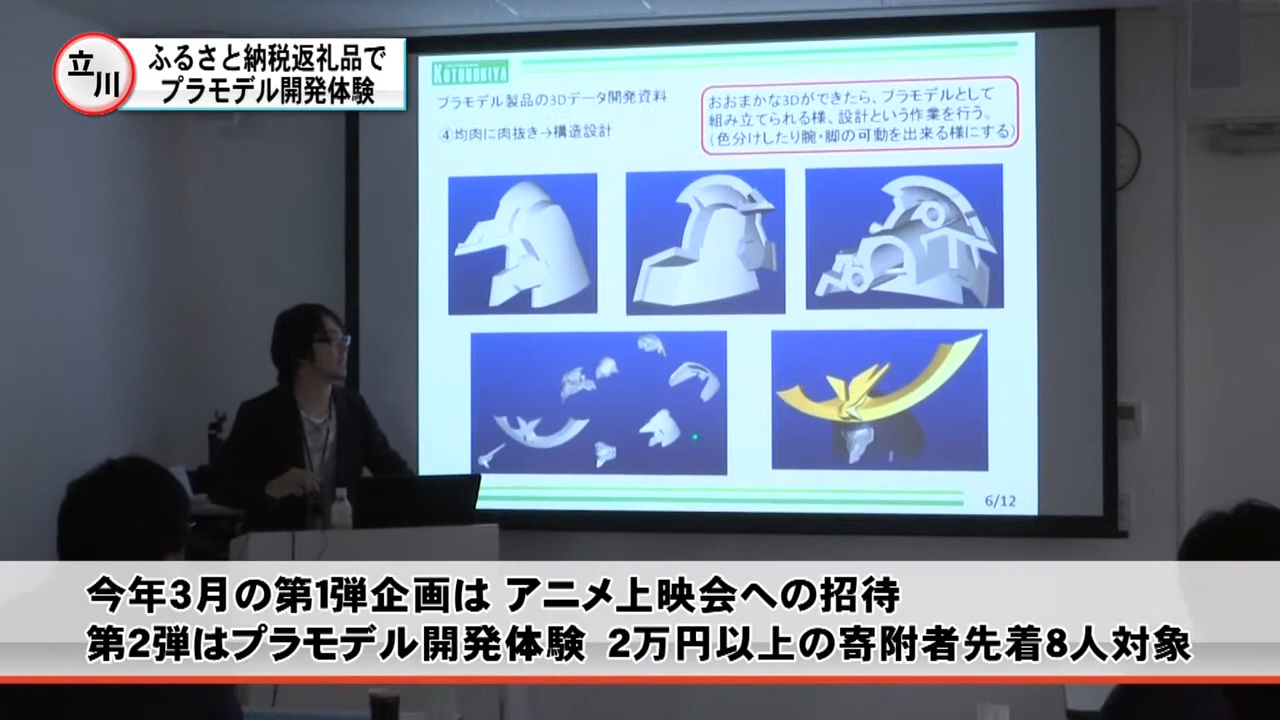 立川
ふるさと納税返礼品で
プラモデル開発体験
KOTOBUKIYA
プラモデル製品の3Dデータ開発資料
④均肉に肉抜き→構造設計
おおまかな3Dができたら、プラモデルとして
組み立てられる様、設計という作業を行う。
(色分けしたり腕・脚の可動を出来る様にする)
6/12
今年3月の第1弾企画は アニメ上映会への招待
第2弾はプラモデル開発体験 2万円以上の寄附者先着8人対象